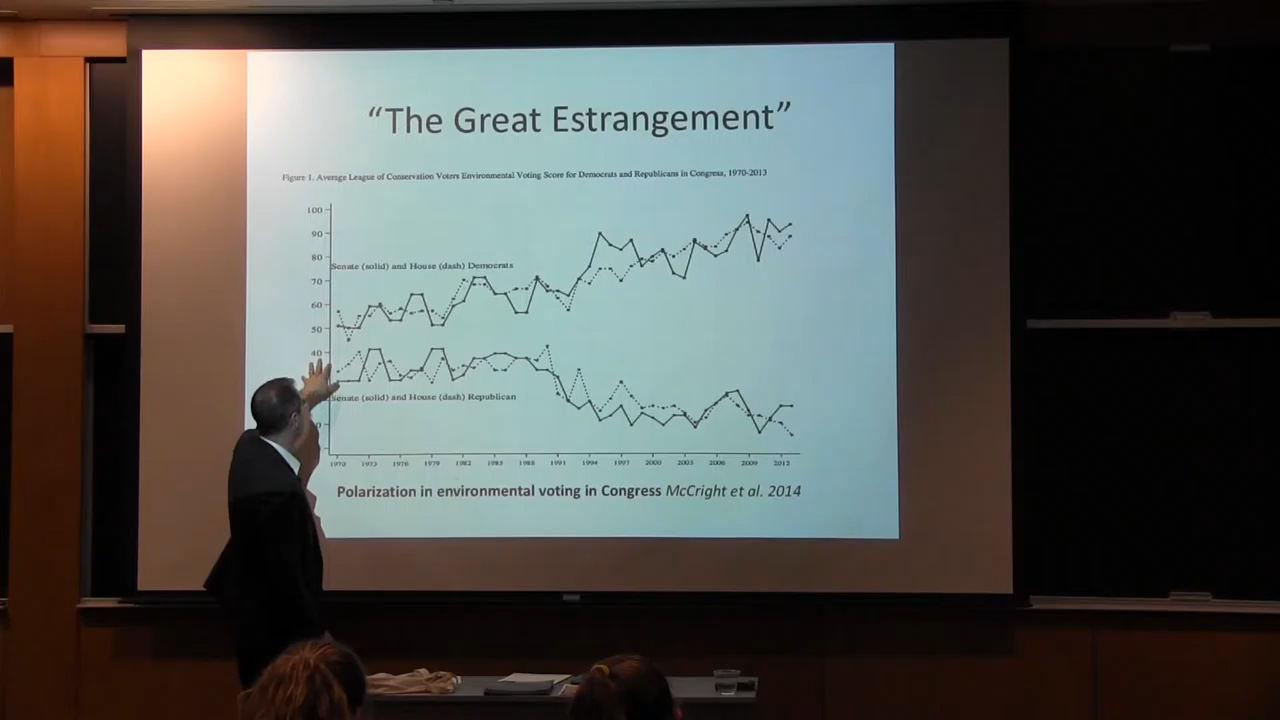 “The Great Estrangement”
Figure 1. Average League of Conservation Voters Environmental Voting Score for Democrats and Republicans in Congress, 1970-2013
100
90
80
Senate (solid) and House (dash) Democrats
70
60
50
40
Senate (solid) and House (dash) Republican
1970 1973 1976 1979 1982 1985 1988 1991 1994 1997 2000 2003 2006 2009 2012
Polarization in environmental voting in Congress McCright et al. 2014